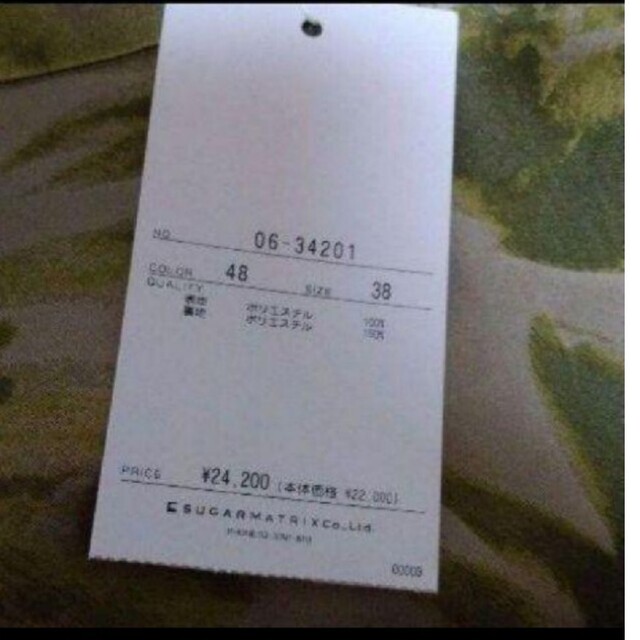 NO. 06-34201
COLOR 48 SIZE 38
QUALITY
表地 ポリエステル 100%
裏地 ポリエステル 100%
PRICE ¥24,200 (本体価格 ¥22,000)
SUGARMATRIX Co.,Ltd.
00009